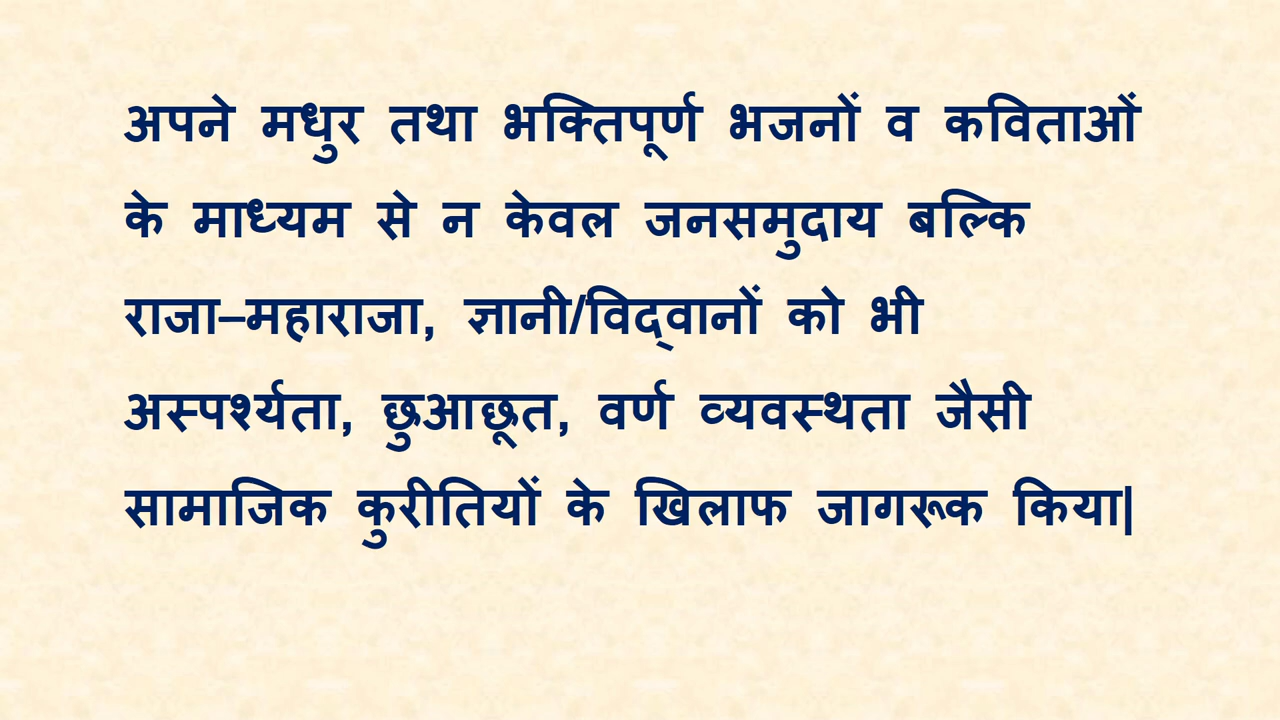 अपने मधुर तथा भक्तिपूर्ण भजनों व कविताओं
के माध्यम से न केवल जनसमुदाय बल्कि
राजा–महाराजा, ज्ञानी/विद्‌वानों को भी
अस्पर्श्यता, छुआछूत, वर्ण व्यवस्थता जैसी
सामाजिक कुरीतियों के खिलाफ जागरूक किया|